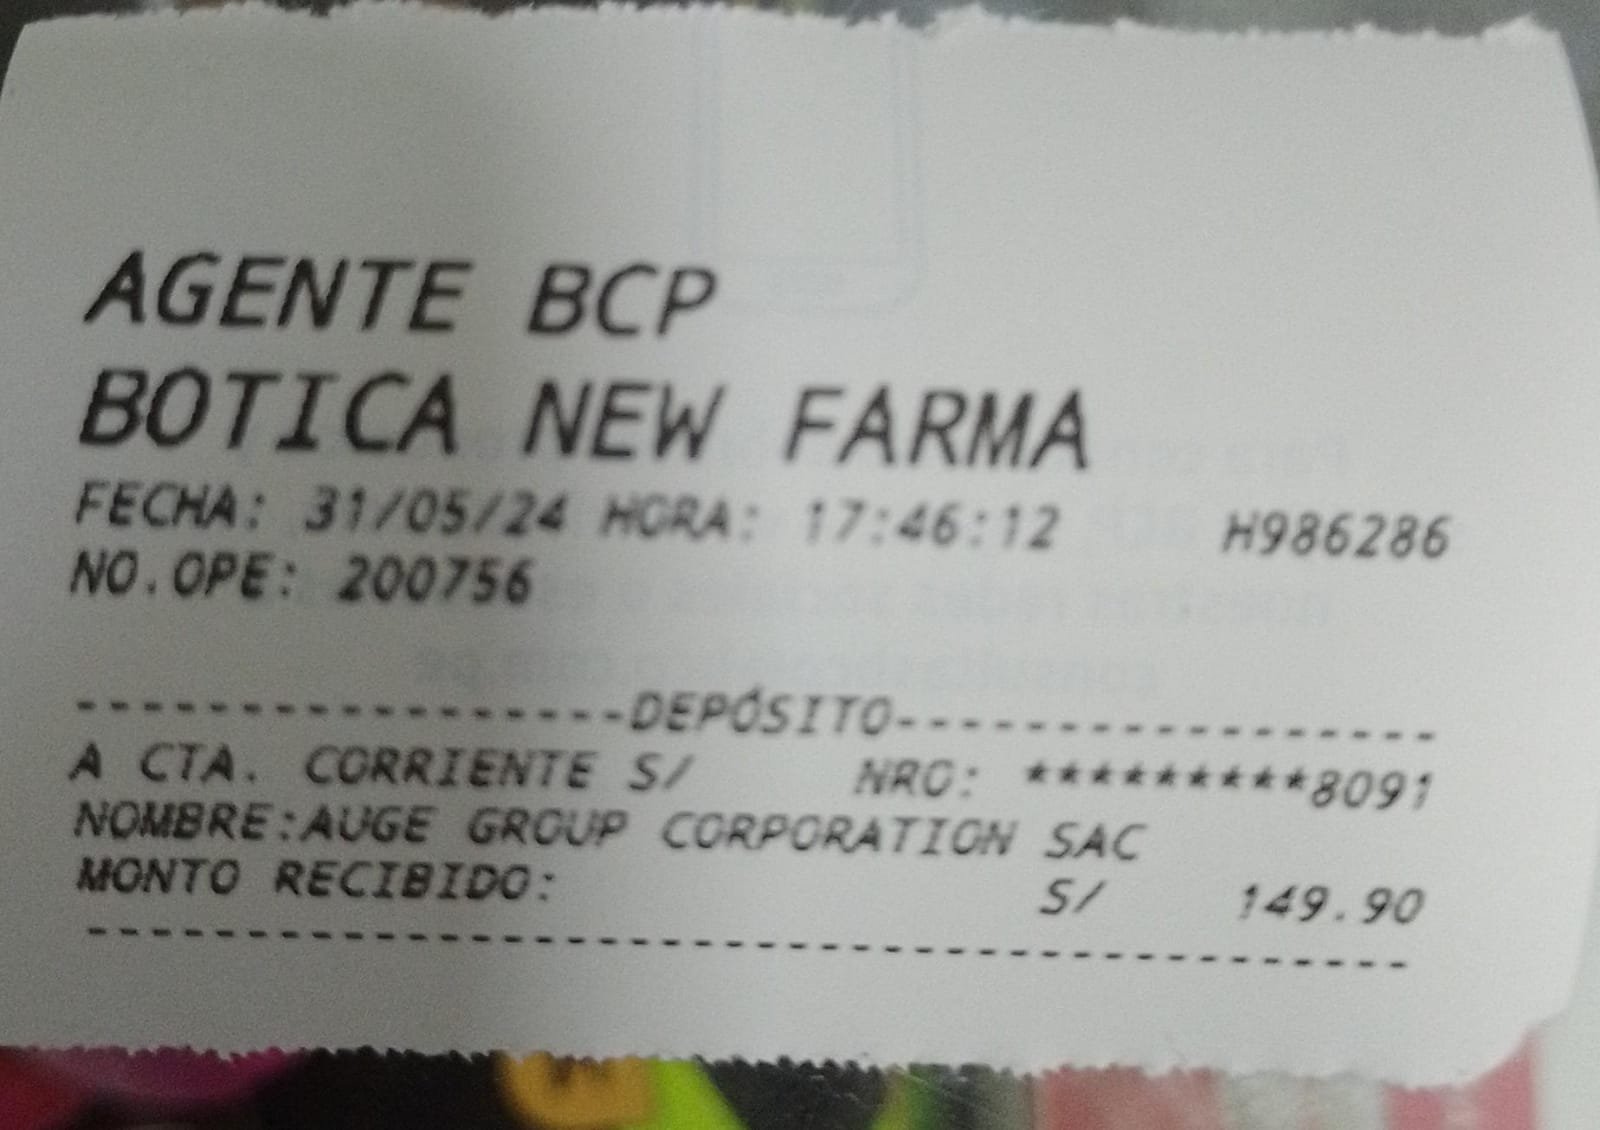 AGENTE BCP
BOTICA NEW FARMA
FECHA: 31/05/24 HORA: 17:46:12 H986286
NO.OPE: 200756
------------------DEPÓSITO------------------
A CTA. CORRIENTE S/ NRO: *********8091
NOMBRE:AUGE GROUP CORPORATION SAC
MONTO RECIBIDO: S/ 149.90
--------------------------------------------